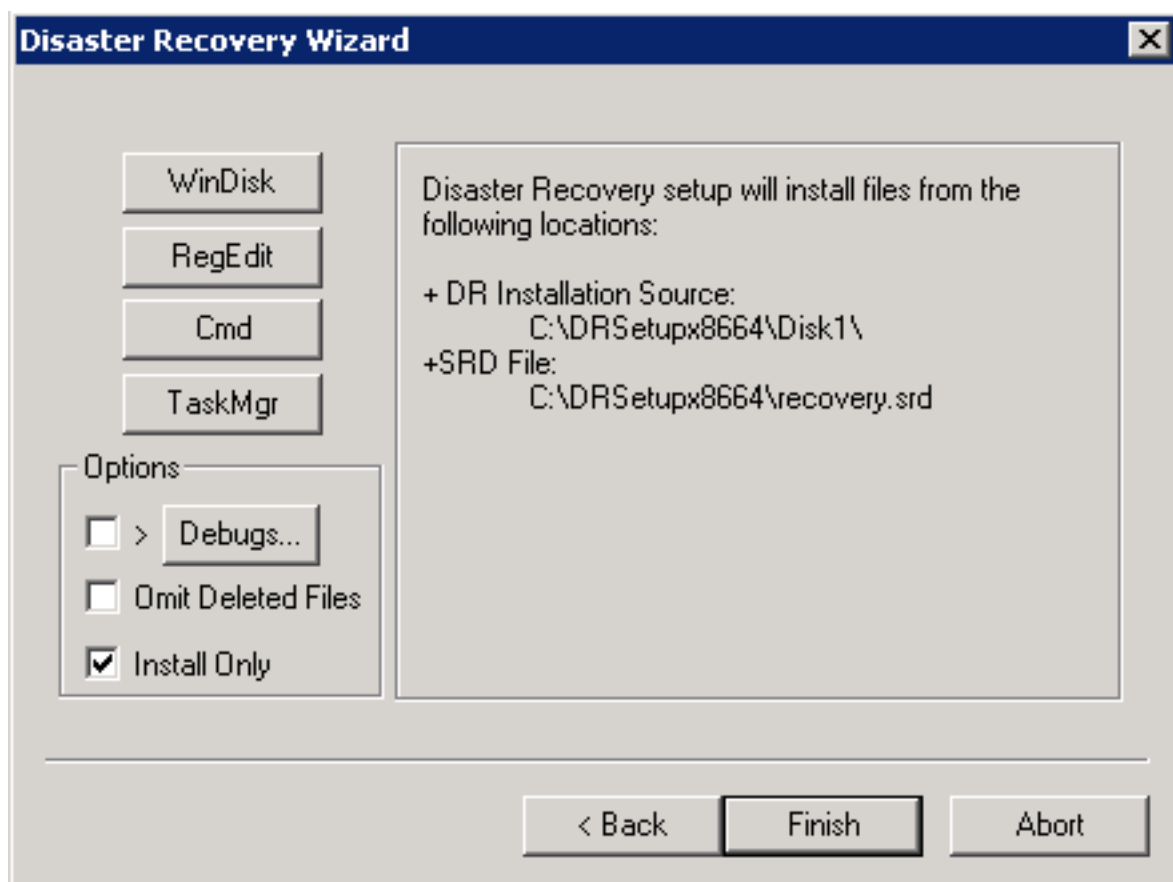 Disaster Recovery Wizard
WinDisk
RegEdit
Cmd
TaskMgr
Options
> Debugs...
Omit Deleted Files
Install Only
Disaster Recovery setup will install files from the
following locations:
+ DR Installation Source:
C:\DRSetupx8664\Disk1\
+SRD File:
C:\DRSetupx8664\recovery.srd
< Back
Finish
Abort